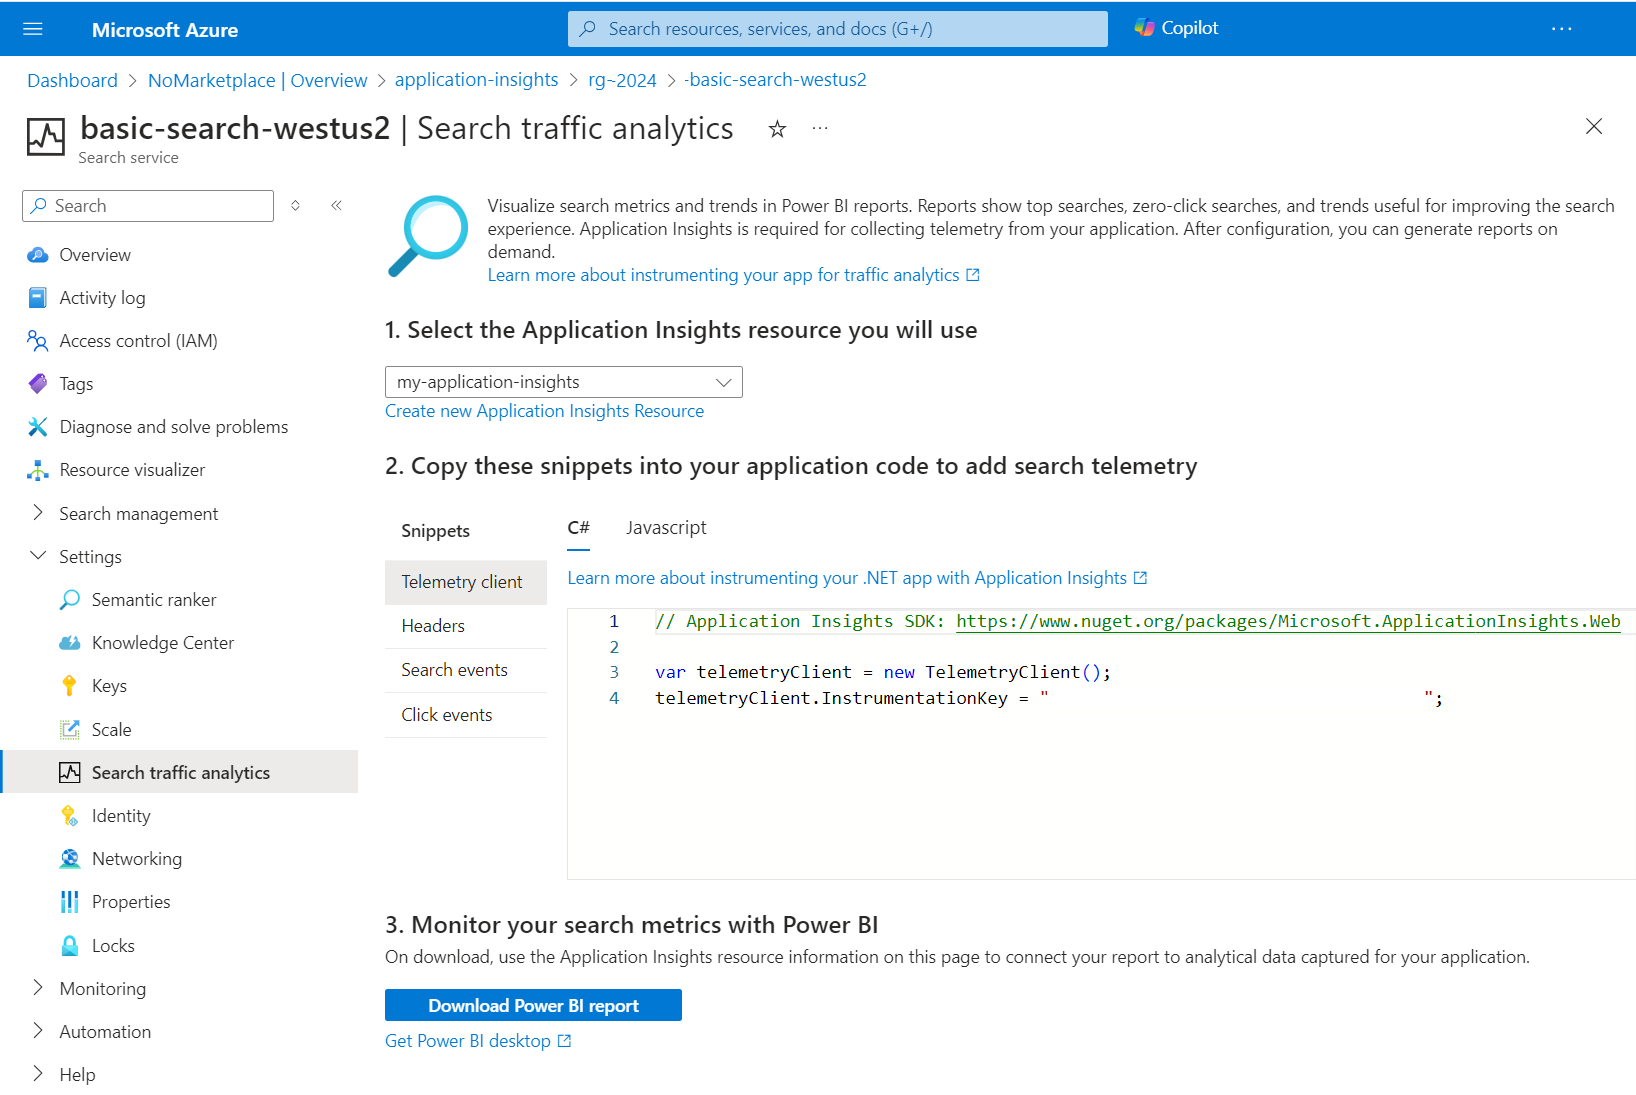 Microsoft Azure
Search resources, services, and docs (G+/)
Copilot
Dashboard > NoMarketplace | Overview > application-insights > rg~2024 > -basic-search-westus2
basic-search-westus2 | Search traffic analytics
Search service
Search
Overview
Activity log
Access control (IAM)
Tags
Diagnose and solve problems
Resource visualizer
Search management
Settings
Semantic ranker
Knowledge Center
Keys
Scale
Search traffic analytics
Identity
Networking
Properties
Locks
Monitoring
Automation
Help
Visualize search metrics and trends in Power BI reports. Reports show top searches, zero-click searches, and trends useful for improving the search
experience. Application Insights is required for collecting telemetry from your application. After configuration, you can generate reports on
demand.
Learn more about instrumenting your app for traffic analytics
1. Select the Application Insights resource you will use
my-application-insights
Create new Application Insights Resource
2. Copy these snippets into your application code to add search telemetry
Snippets
Telemetry client
Headers
Search events
Click events
C# Javascript
Learn more about instrumenting your .NET app with Application Insights
1 // Application Insights SDK: https://www.nuget.org/packages/Microsoft.ApplicationInsights.Web
2
3 var telemetryClient = new TelemetryClient();
4 telemetryClient.InstrumentationKey = " ";
3. Monitor your search metrics with Power BI
On download, use the Application Insights resource information on this page to connect your report to analytical data captured for your application.
Download Power BI report
Get Power BI desktop